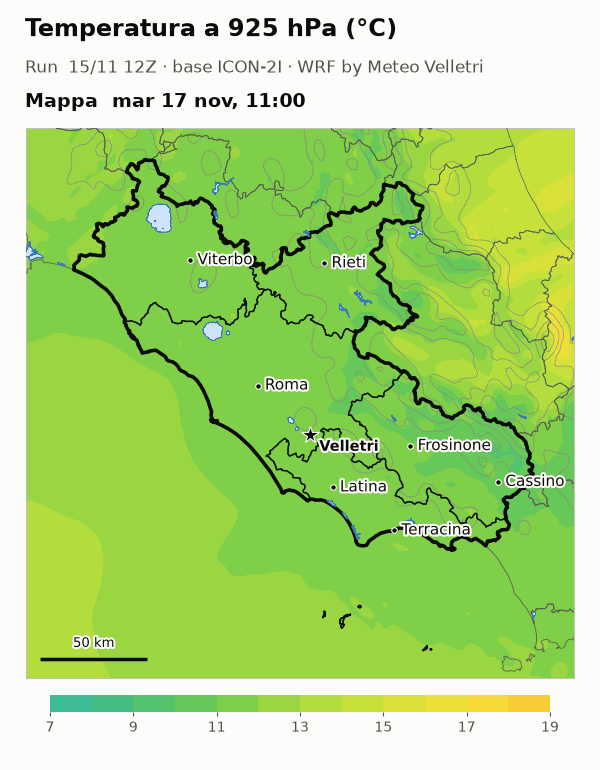 Temperatura a 925 hPa (°C)
Run  15/11 12Z · base ICON-2I · WRF by Meteo Velletri
Mappa  mar 17 nov, 11:00
Viterbo
Rieti
Roma
Velletri
Frosinone
Latina
Cassino
Terracina
50 km
7 9 11 13 15 17 19